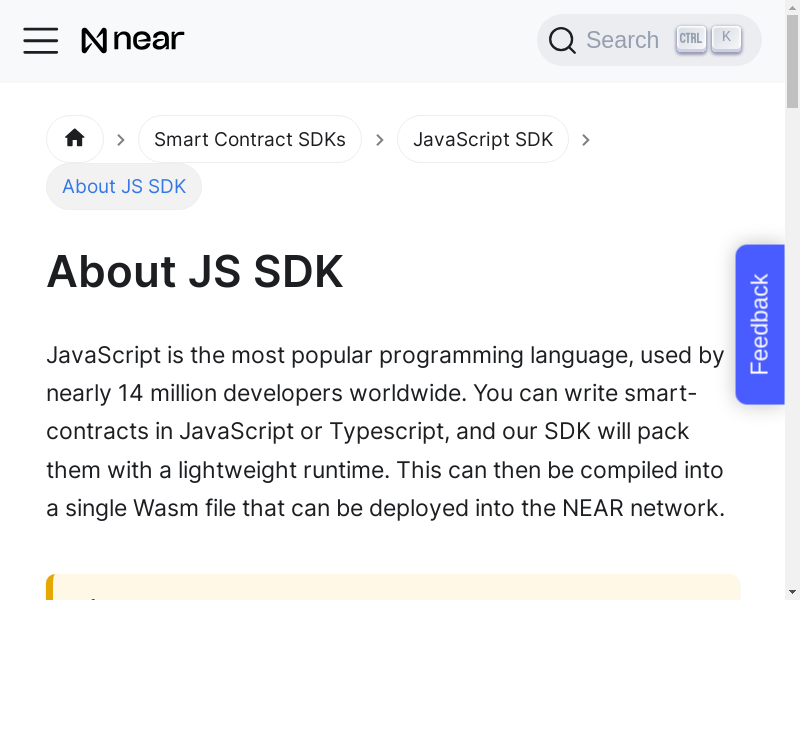 near
Search CTRL K
Smart Contract SDKs
JavaScript SDK
About JS SDK
About JS SDK
Feedback
JavaScript is the most popular programming language, used by
nearly 14 million developers worldwide. You can write smart-
contracts in JavaScript or Typescript, and our SDK will pack
them with a lightweight runtime. This can then be compiled into
a single Wasm file that can be deployed into the NEAR network.